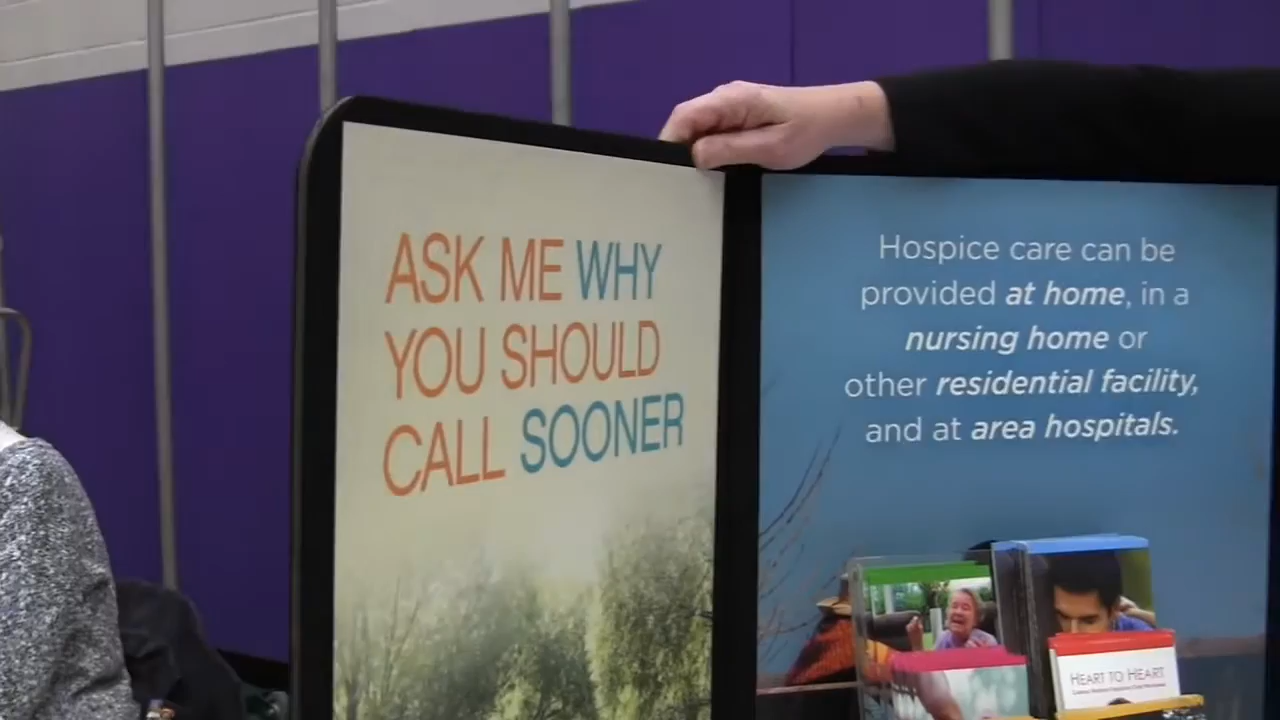 ASK ME WHY
YOU SHOULD
CALL SOONER
Hospice care can be
provided at home, in a
nursing home or
other residential facility,
and at area hospitals.
HEART TO HEART